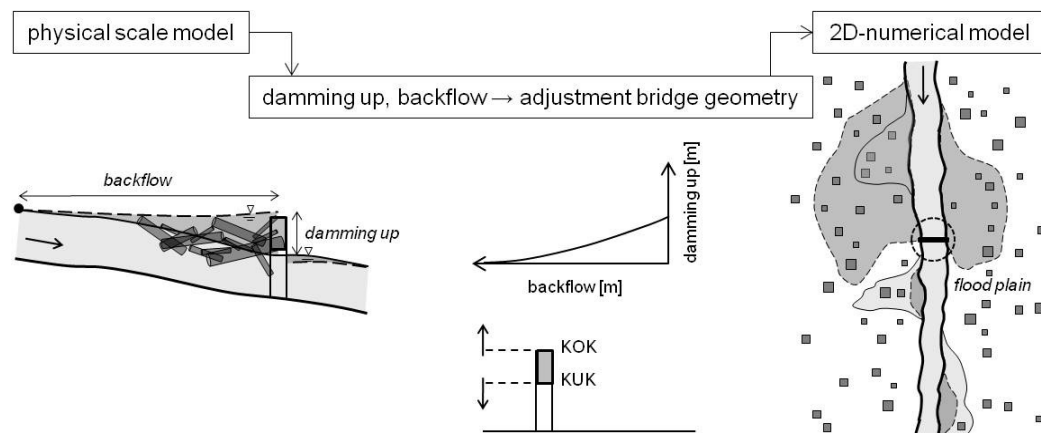 physical scale model
2D-numerical model
damming up, backflow → adjustment bridge geometry
backflow
damming up
damming up [m]
backflow [m]
flood plain
KOK
KUK